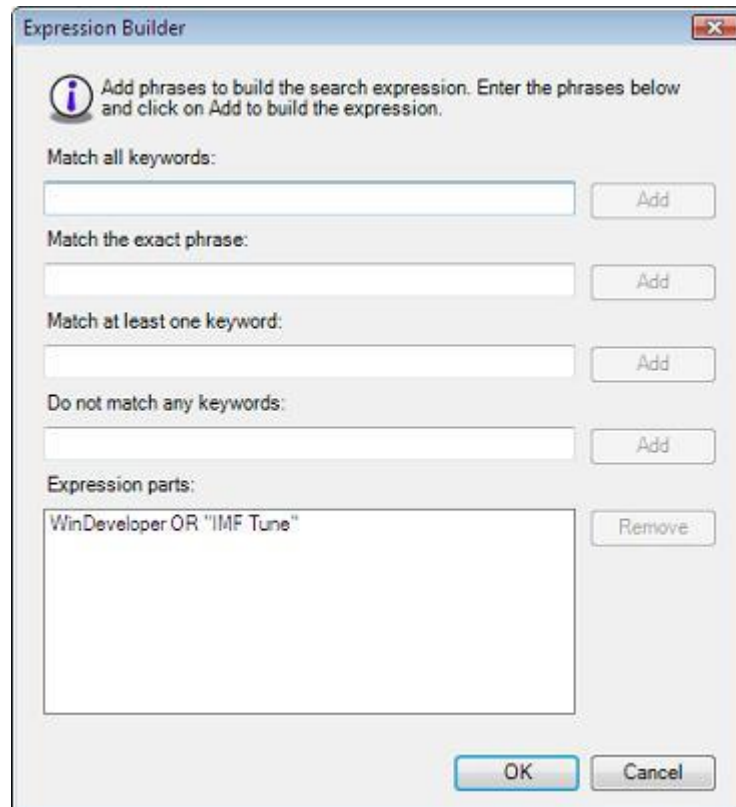 Expression Builder
Add phrases to build the search expression. Enter the phrases below
and click on Add to build the expression.
Match all keywords:
Add
Match the exact phrase:
Add
Match at least one keyword:
Add
Do not match any keywords:
Add
Expression parts:
WinDeveloper OR "IMF Tune"
Remove
OK
Cancel